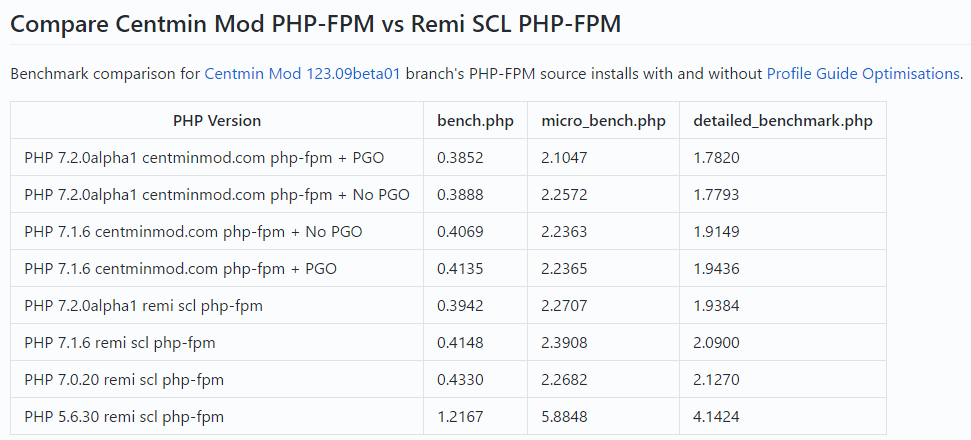 Compare Centmin Mod PHP-FPM vs Remi SCL PHP-FPM
Benchmark comparison for Centmin Mod 123.09beta01 branch's PHP-FPM source installs with and without Profile Guide Optimisations.
PHP Version bench.php micro_bench.php detailed_benchmark.php
PHP 7.2.0alpha1 centminmod.com php-fpm + PGO 0.3852 2.1047 1.7820
PHP 7.2.0alpha1 centminmod.com php-fpm + No PGO 0.3888 2.2572 1.7793
PHP 7.1.6 centminmod.com php-fpm + No PGO 0.4069 2.2363 1.9149
PHP 7.1.6 centminmod.com php-fpm + PGO 0.4135 2.2365 1.9436
PHP 7.2.0alpha1 remi scl php-fpm 0.3942 2.2707 1.9384
PHP 7.1.6 remi scl php-fpm 0.4148 2.3908 2.0900
PHP 7.0.20 remi scl php-fpm 0.4330 2.2682 2.1270
PHP 5.6.30 remi scl php-fpm 1.2167 5.8848 4.1424